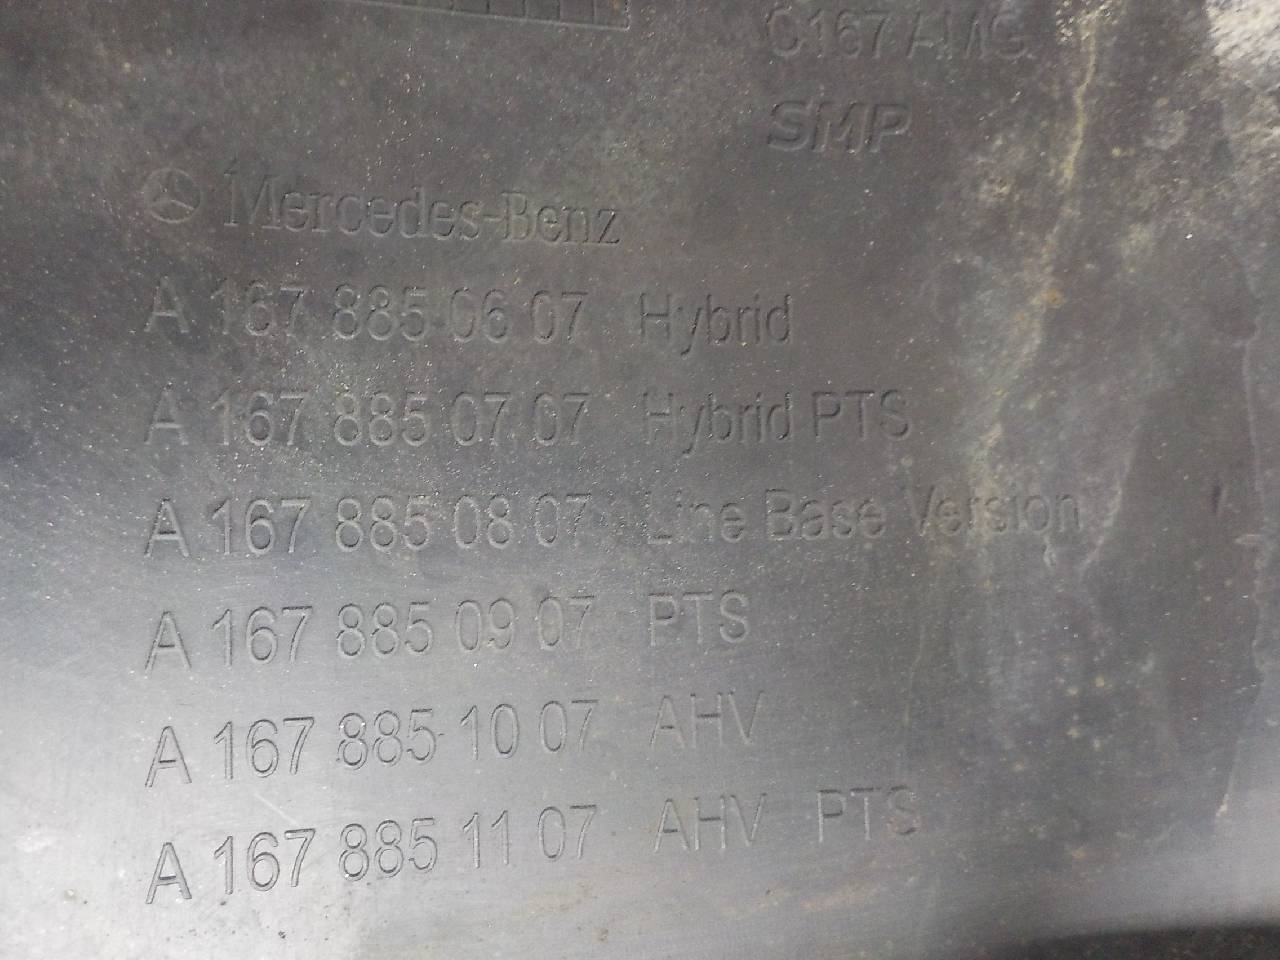 C167 AMG
SMP
Mercedes-Benz
A 167 885 06 07 Hybrid
A 167 885 07 07 Hybrid PTS
A 167 885 08 07 Line Base Version
A 167 885 09 07 PTS
A 167 885 10 07 AHV
A 167 885 11 07 AHV PTS